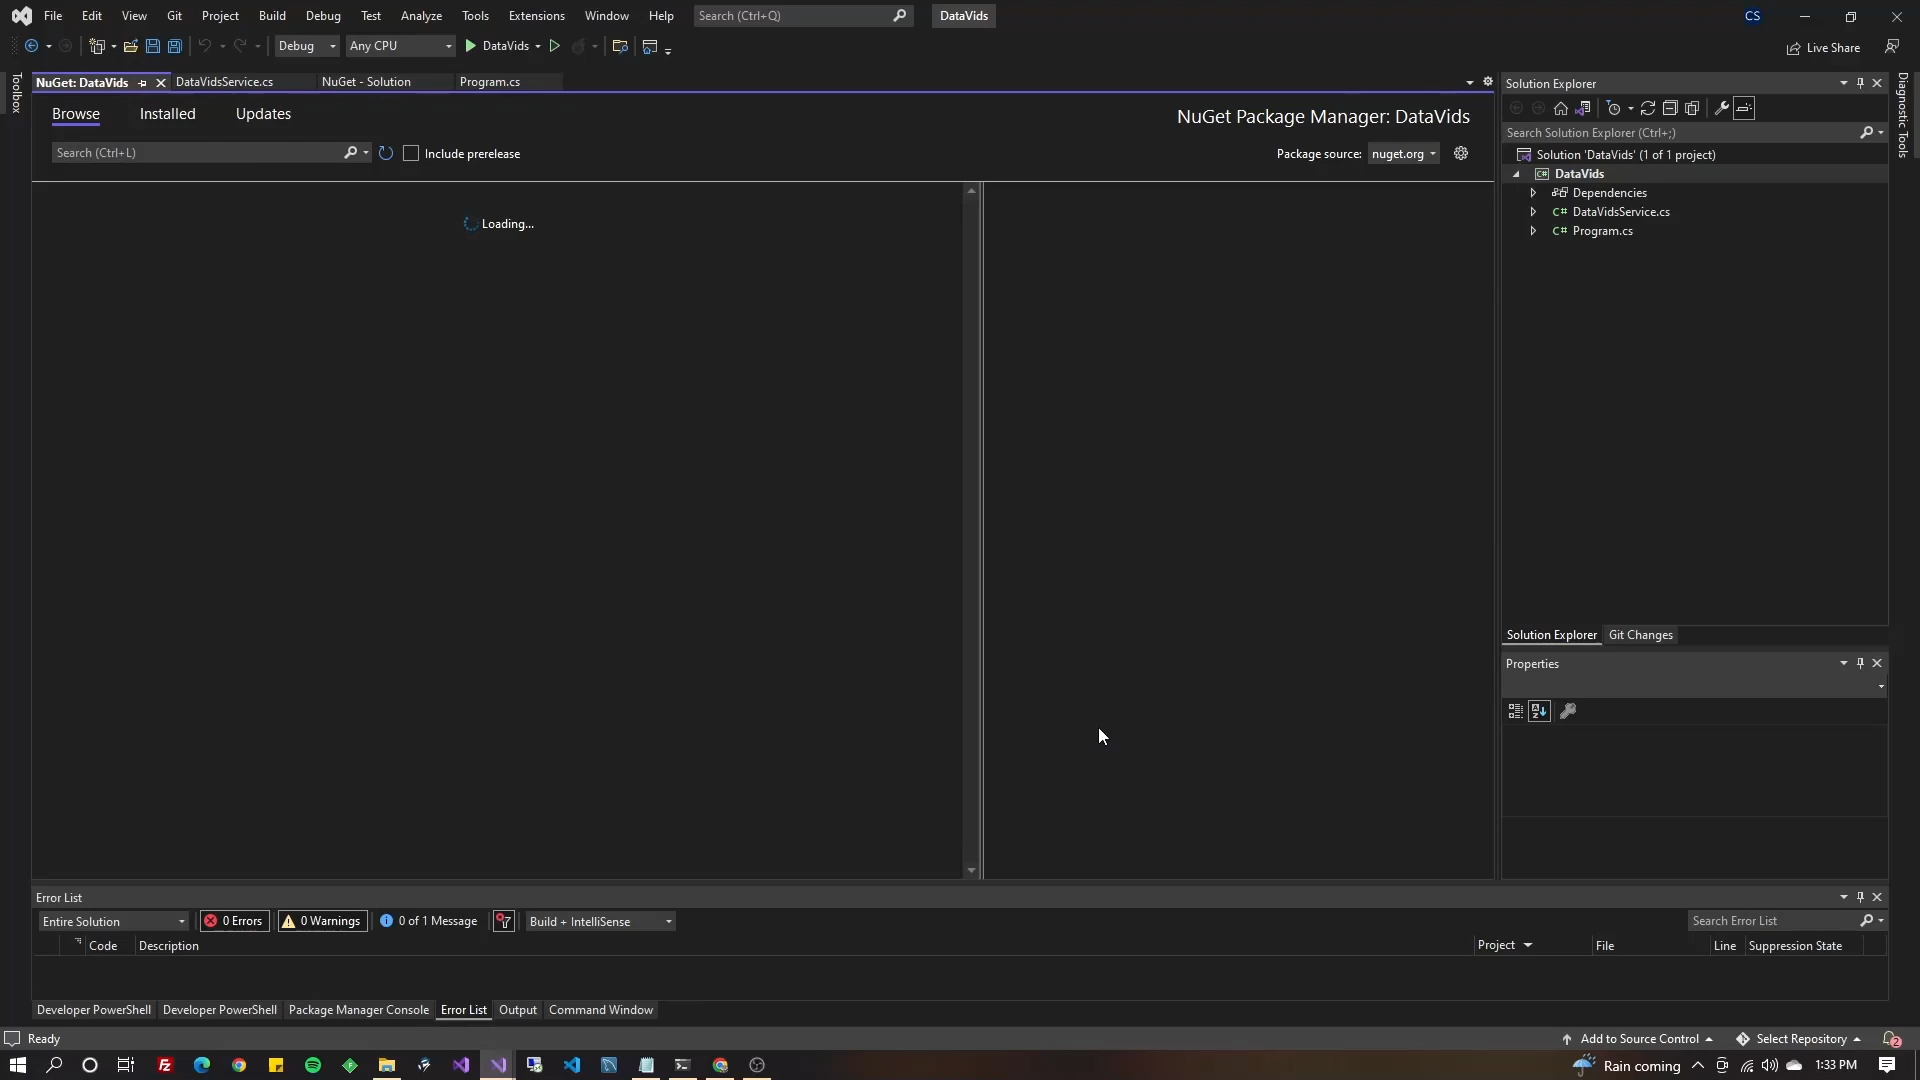 File Edit View Git Project Build Debug Test Analyze Tools Extensions Window Help Search (Ctrl+Q) DataVids CS
Debug Any CPU DataVids Live Share
Toolbox
NuGet: DataVids DataVidsService.cs NuGet - Solution Program.cs
Browse Installed Updates
NuGet Package Manager: DataVids
Search (Ctrl+L) Include prerelease Package source: nuget.org
Loading...
Solution Explorer
Search Solution Explorer (Ctrl+;)
Solution 'DataVids' (1 of 1 project)
C# DataVids
Dependencies
C# DataVidsService.cs
C# Program.cs
Solution Explorer Git Changes
Properties
Diagnostic Tools
Error List
Entire Solution 0 Errors 0 Warnings 0 of 1 Message Build + IntelliSense Search Error List
Code Description Project File Line Suppression State
Developer PowerShell Developer PowerShell Package Manager Console Error List Output Command Window
Ready Add to Source Control Select Repository 2
Rain coming 1:33 PM